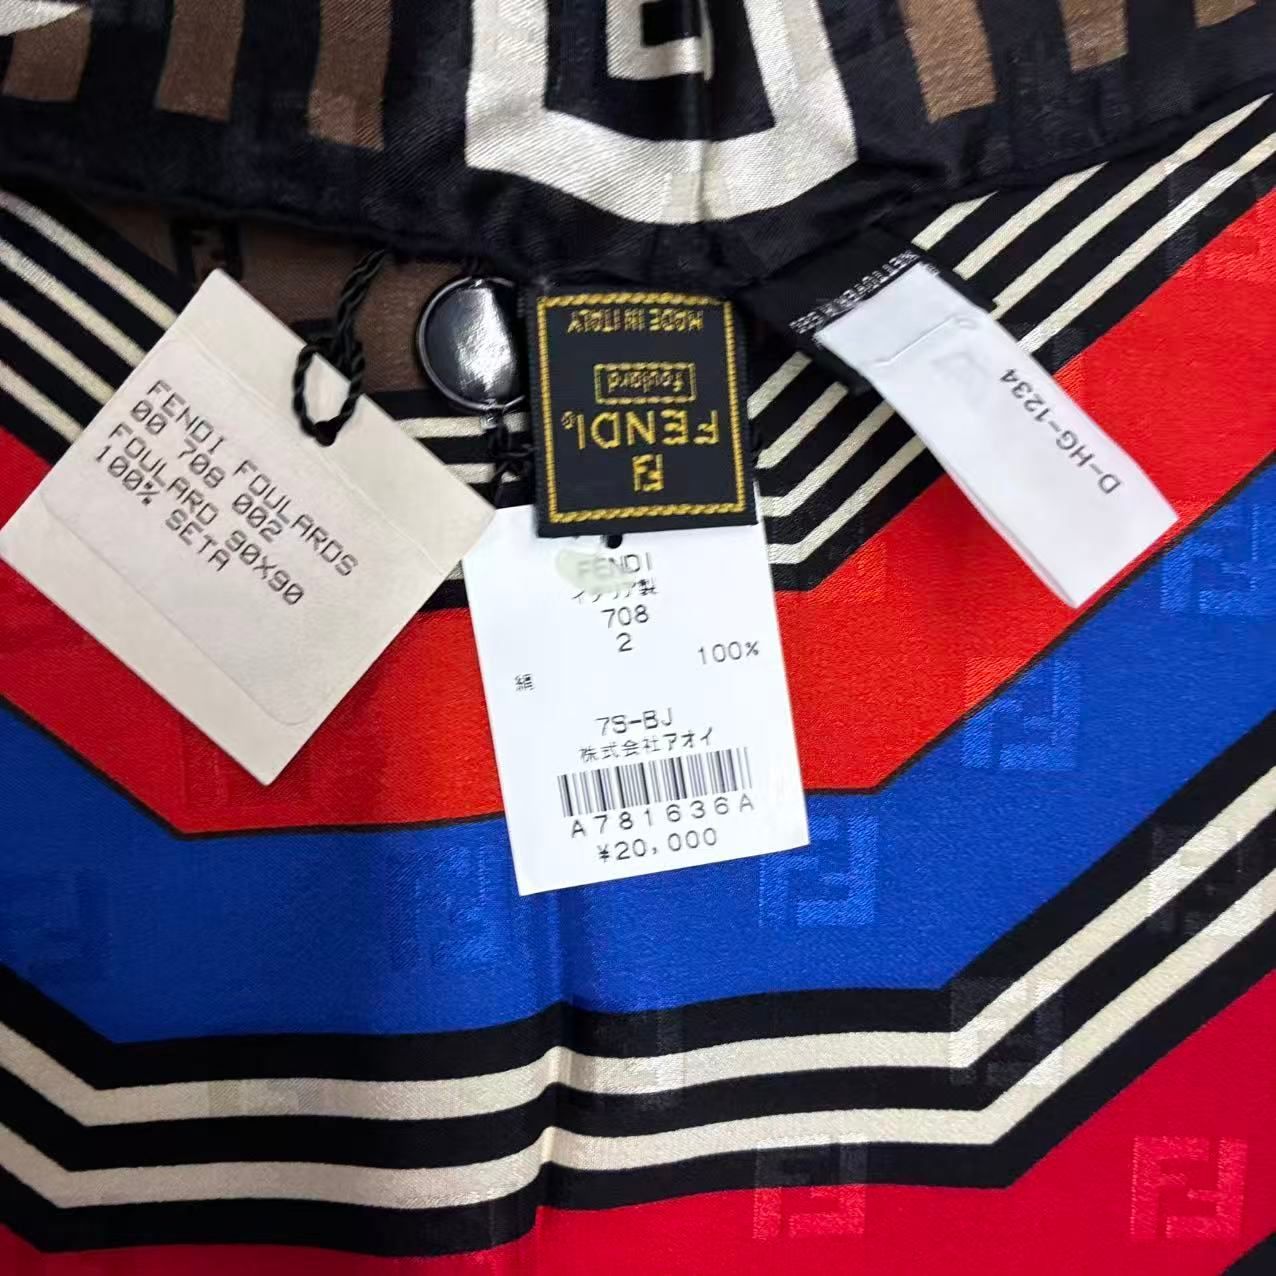 FENDI FOULARDS
00 708 002
FOULARD 90X90
100% SETA
FENDI
foulard
MADE IN ITALY
FENDI
イタリア製
708
2
100%
絹
7S-BJ
株式会社アオイ
A781636A
¥20,000
D-HG-1234